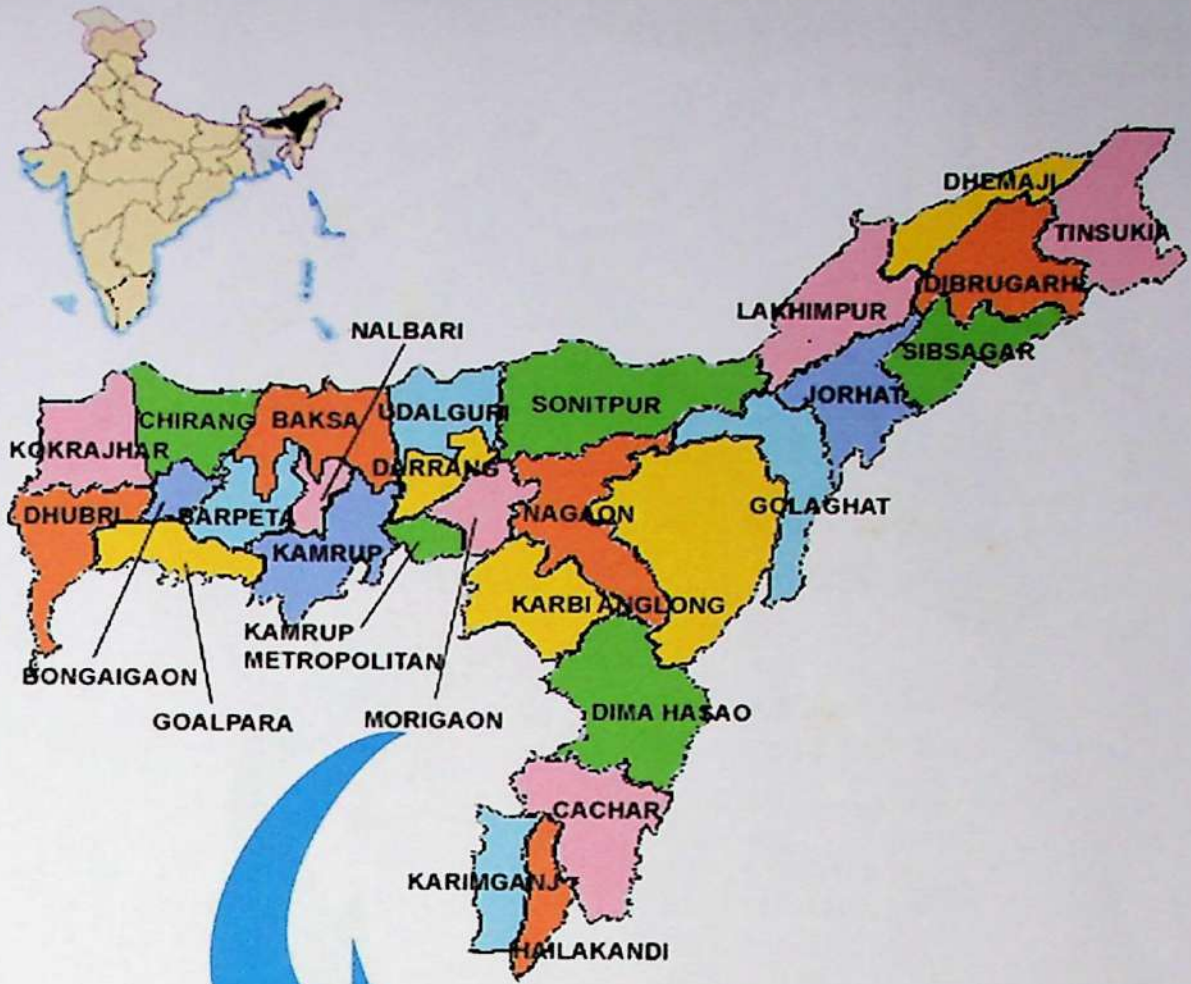 DHEMAJI
TINSUKIA
DIBRUGARH
LAKHIMPUR
NALBARI
SIBSAGAR
JORHAT
CHIRANG
BAKSA
UDALGURI
SONITPUR
KOKRAJHAR
DARRANG
GOLAGHAT
DHUBRI
BARPETA
NAGAON
KAMRUP
KARBI ANGLONG
KAMRUP
METROPOLITAN
BONGAIGAON
GOALPARA
MORIGAON
DIMA HASAO
CACHAR
KARIMGANJ
HAILAKANDI